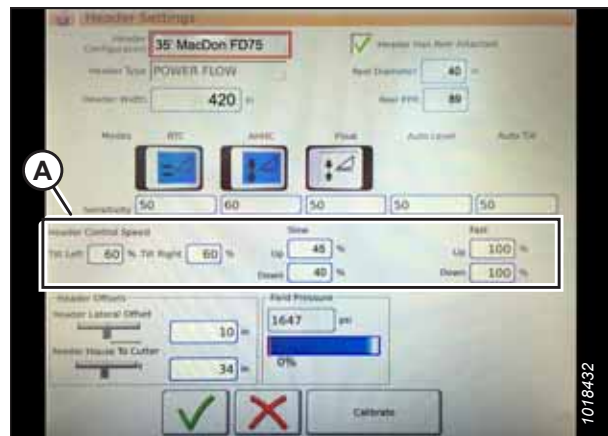 Header Settings
Header Configuration 35' MacDon FD75 Header Has Reel Attached
Header Type POWER FLOW Reel Diameter 40 in
Header Width 420 in Reel PPR 89
Modes RTC AHHC Float Auto Level Auto Tilt
Sensitivity 50 60 50 50 50
A
Header Control Speed Slow Fast
Tilt Left 60 % Tilt Right 60 % Up 45 % Up 100 %
Down 40 % Down 100 %
Header Offsets Field Pressure
Header Lateral Offset
10 in 1647 psi
Feeder House To Cutter
34 in 0%
Calibrate
1018432